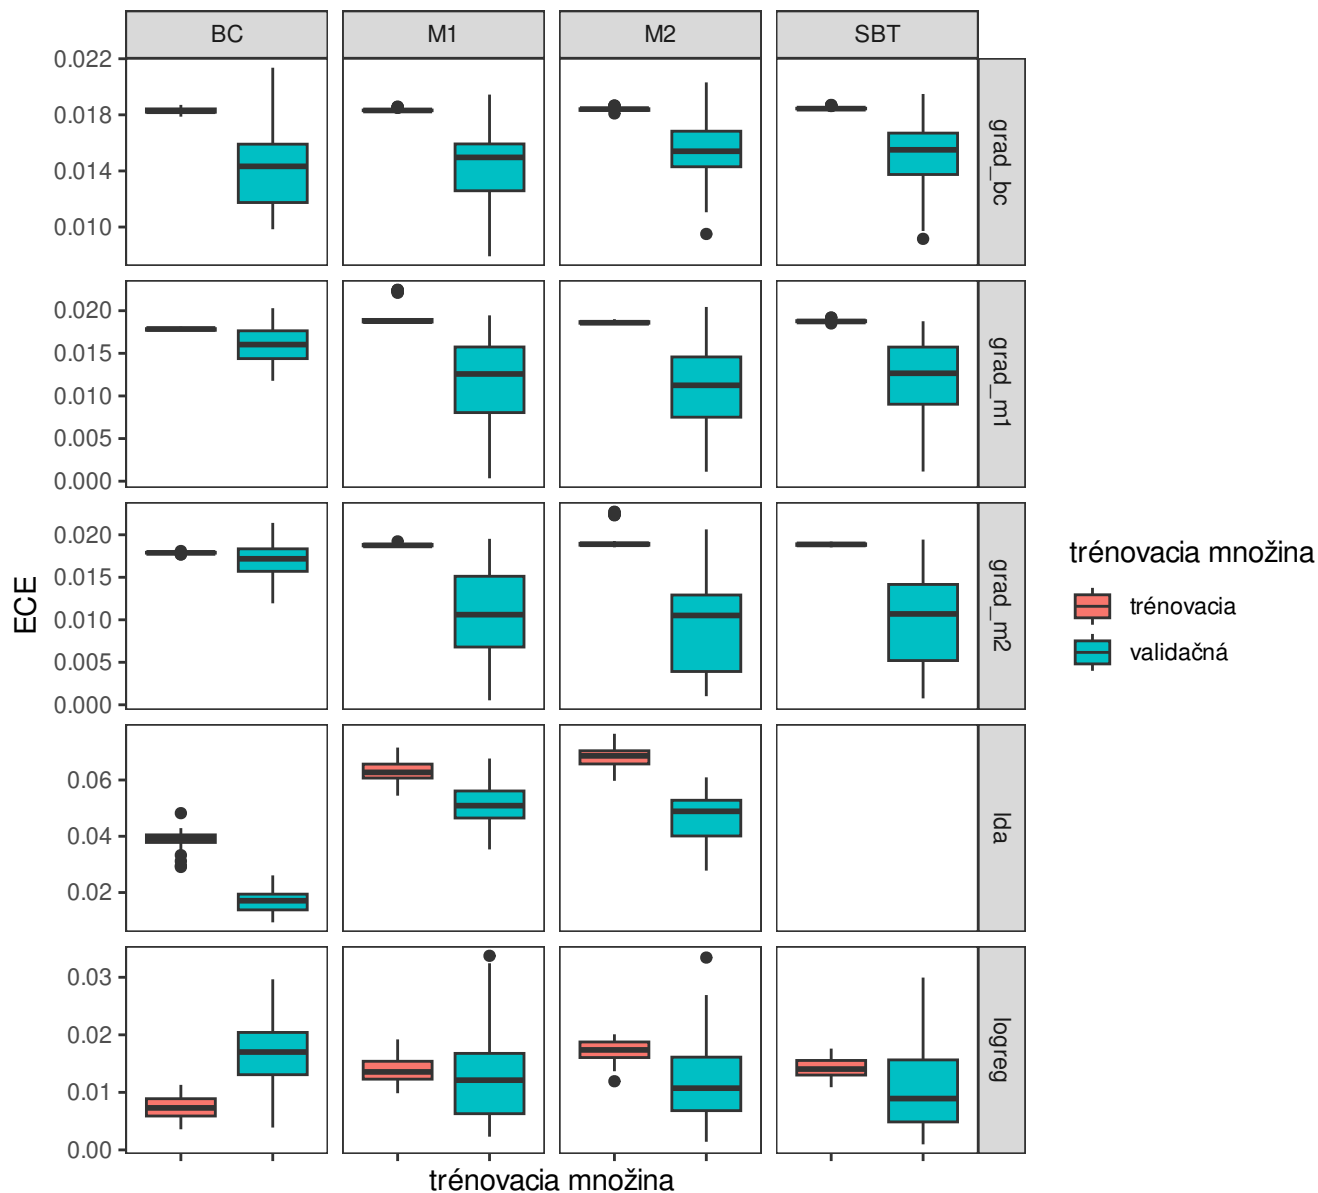 BC
M1
M2
SBT
0.022
0.018
0.014
0.010
grad_bc
0.020
0.015
0.010
0.005
0.000
grad_m1
0.020
0.015
0.010
0.005
0.000
grad_m2
0.06
0.04
0.02
lda
0.03
0.02
0.01
0.00
logreg
ECE
trénovacia množina
trénovacia množina
trénovacia
validačná